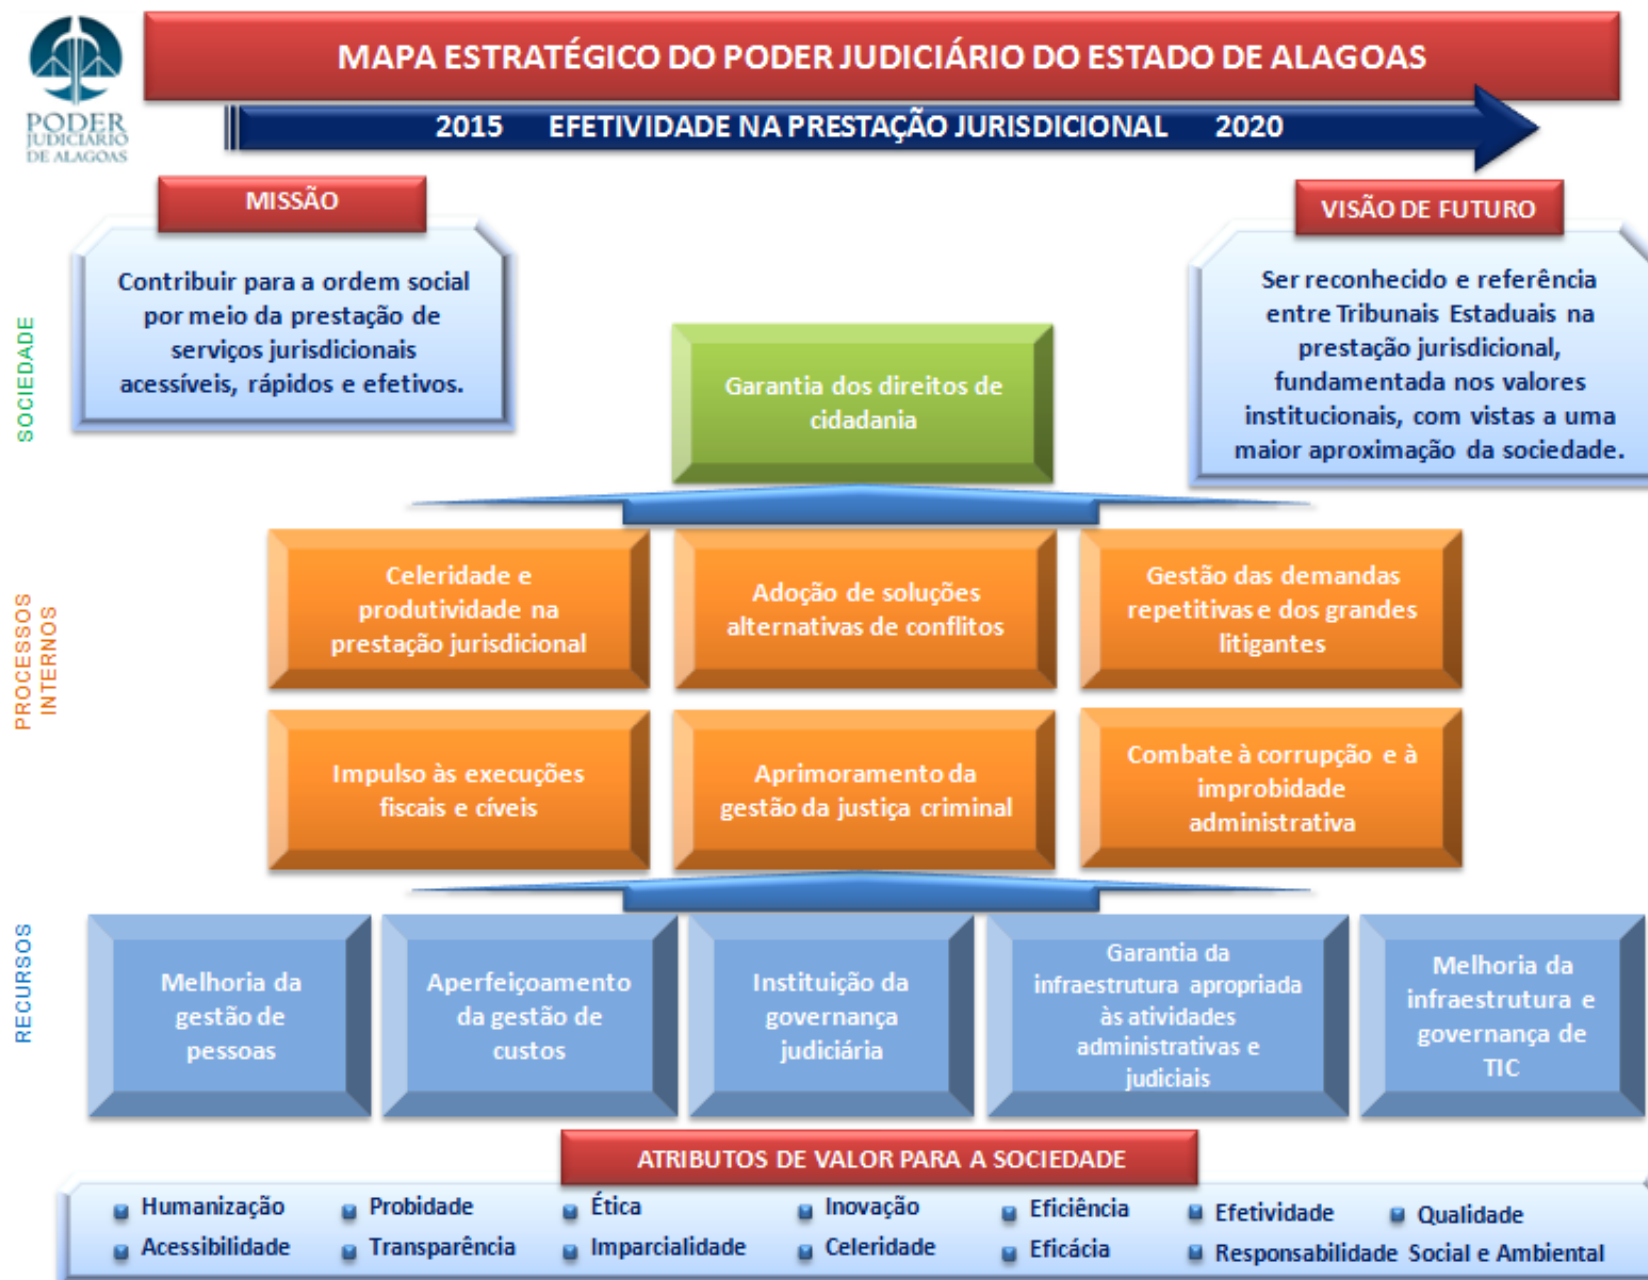 MAPA ESTRATÉGICO DO PODER JUDICIÁRIO DO ESTADO DE ALAGOAS
PODER
JUDICIÁRIO
DE ALAGOAS
2015 EFETIVIDADE NA PRESTAÇÃO JURISDICIONAL 2020
MISSÃO
Contribuir para a ordem social
por meio da prestação de
serviços jurisdicionais
acessíveis, rápidos e efetivos.
VISÃO DE FUTURO
Ser reconhecido e referência
entre Tribunais Estaduais na
prestação jurisdicional,
fundamentada nos valores
institucionais, com vistas a uma
maior aproximação da sociedade.
SOCIEDADE
Garantia dos direitos de
cidadania
PROCESSOS
INTERNOS
Celeridade e
produtividade na
prestação jurisdicional
Adoção de soluções
alternativas de conflitos
Gestão das demandas
repetitivas e dos grandes
litigantes
Impulso às execuções
fiscais e cíveis
Aprimoramento da
gestão da justiça criminal
Combate à corrupção e à
improbidade
administrativa
RECURSOS
Melhoria da
gestão de
pessoas
Aperfeiçoamento
da gestão de
custos
Instituição da
governança
judiciária
Garantia da
infraestrutura apropriada
às atividades
administrativas e
judiciais
Melhoria da
infraestrutura e
governança de
TIC
ATRIBUTOS DE VALOR PARA A SOCIEDADE
Humanização Probidade Ética Inovação Eficiência Efetividade Qualidade
Acessibilidade Transparência Imparcialidade Celeridade Eficácia Responsabilidade Social e Ambiental